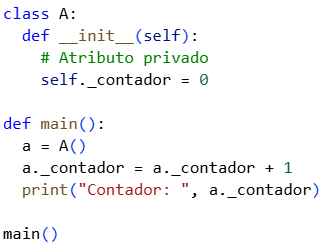 class A:
  def __init__(self):
    # Atributo privado
    self._contador = 0

def main():
  a = A()
  a._contador = a._contador + 1
  print("Contador: ", a._contador)

main()